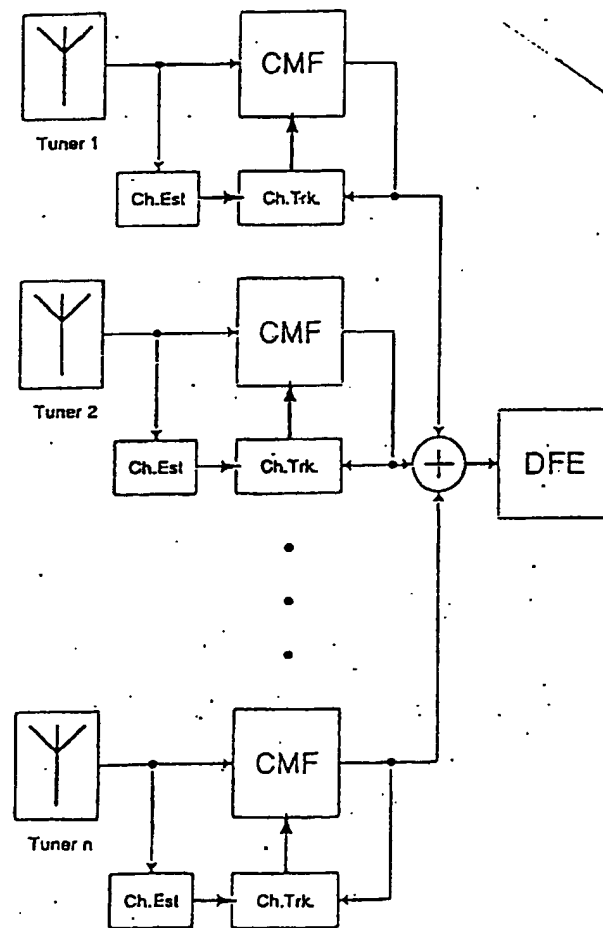 CMF
Tuner 1
Ch.Est
Ch.Trk.
CMF
Tuner 2
Ch.Est
Ch.Trk.
DFE
CMF
Tuner n
Ch.Est
Ch.Trk.